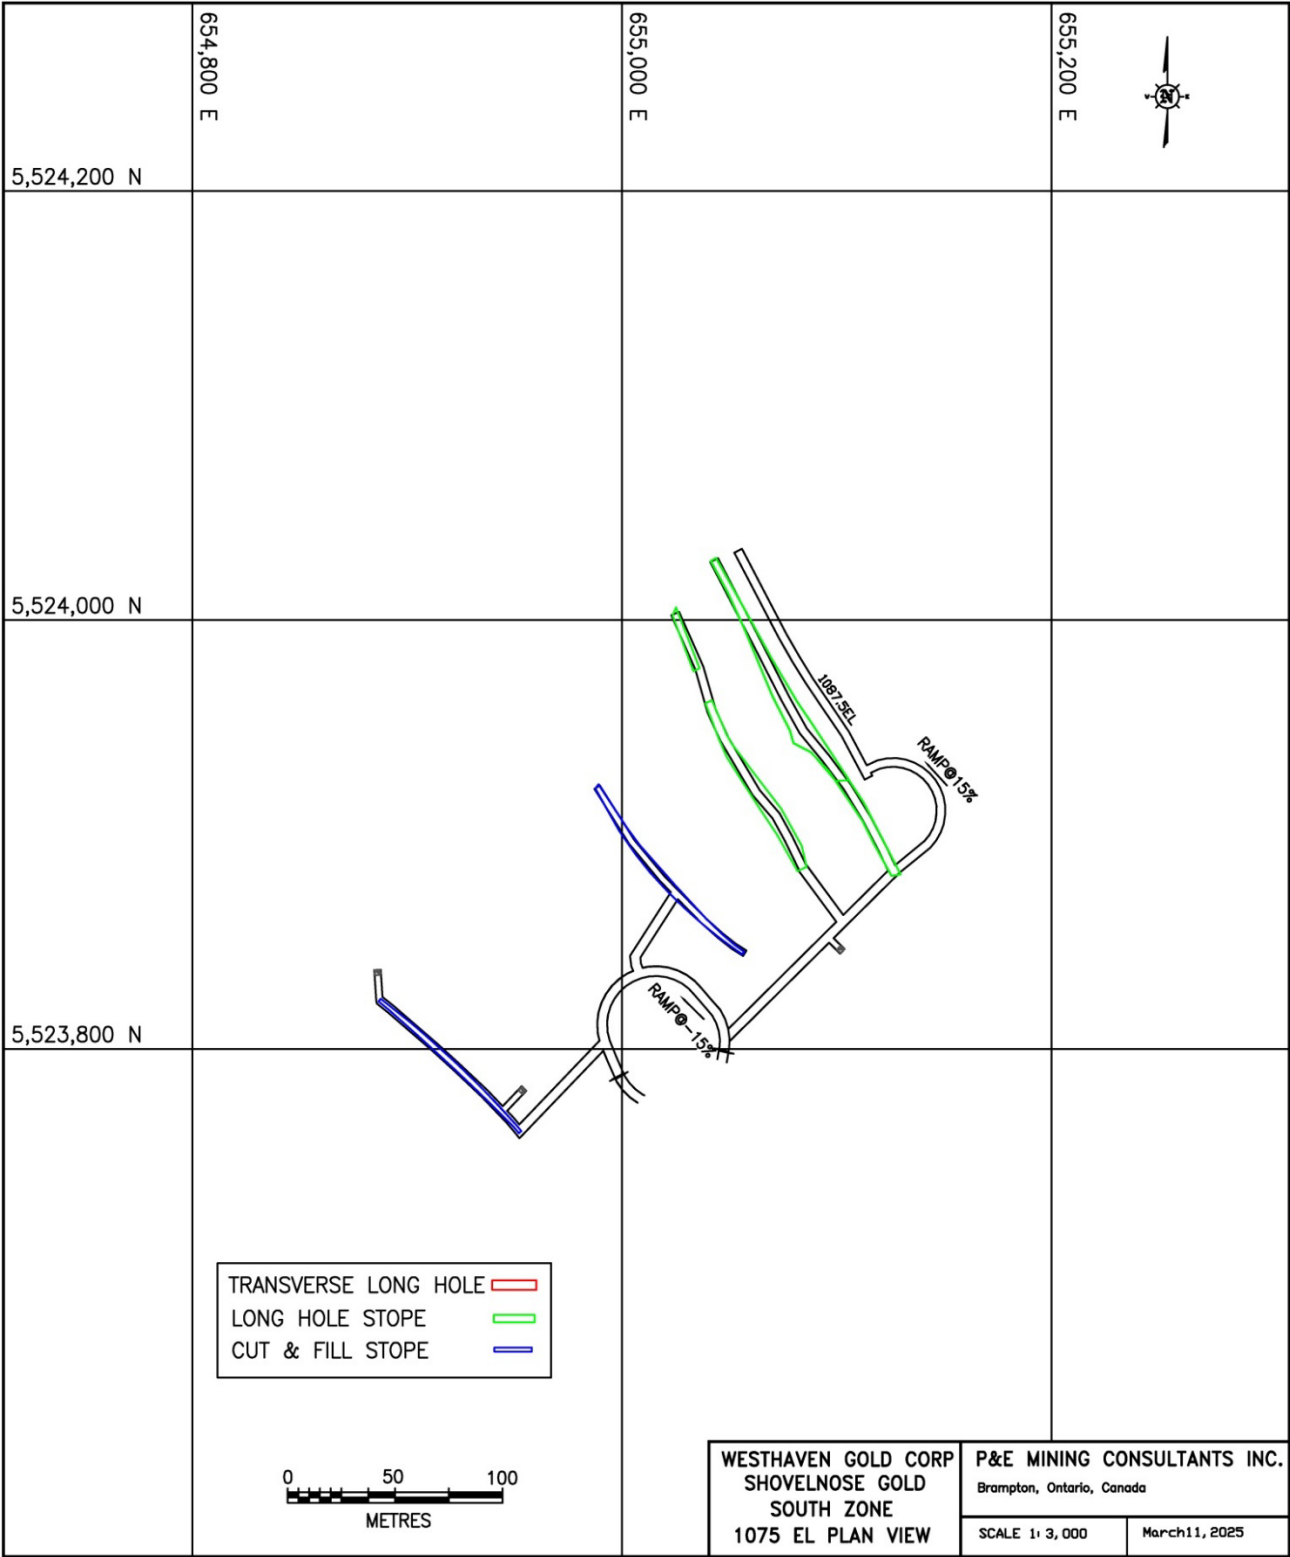 654,800 E
655,000 E
655,200 E
N
5,524,200 N
5,524,000 N
1087.5EL
RAMP@15%
RAMP@-15%
5,523,800 N
TRANSVERSE LONG HOLE
LONG HOLE STOPE
CUT & FILL STOPE
0 50 100
METRES
WESTHAVEN GOLD CORP
SHOVELNOSE GOLD
SOUTH ZONE
1075 EL PLAN VIEW
P&E MINING CONSULTANTS INC.
Brampton, Ontario, Canada
SCALE 1: 3,000
March11, 2025